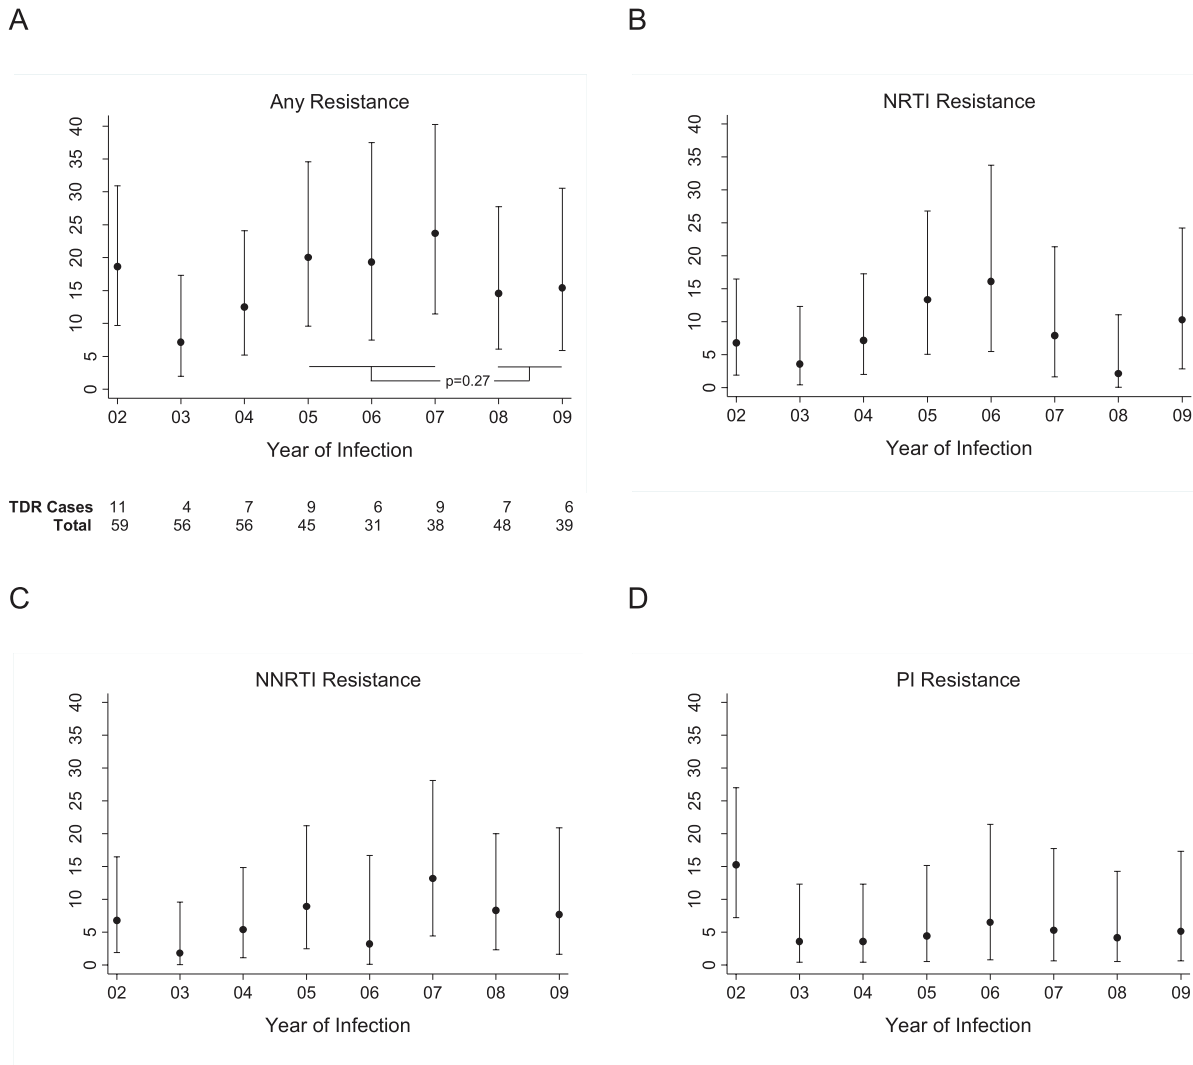 A
Any Resistance
40
35
30
25
20
15
10
5
0
p=0.27
02 03 04 05 06 07 08 09
Year of Infection
TDR Cases 11 4 7 9 6 9 7 6
Total 59 56 56 45 31 38 48 39
B
NRTI Resistance
40
35
30
25
20
15
10
5
0
02 03 04 05 06 07 08 09
Year of Infection
C
NNRTI Resistance
40
35
30
25
20
15
10
5
0
02 03 04 05 06 07 08 09
Year of Infection
D
PI Resistance
40
35
30
25
20
15
10
5
0
02 03 04 05 06 07 08 09
Year of Infection